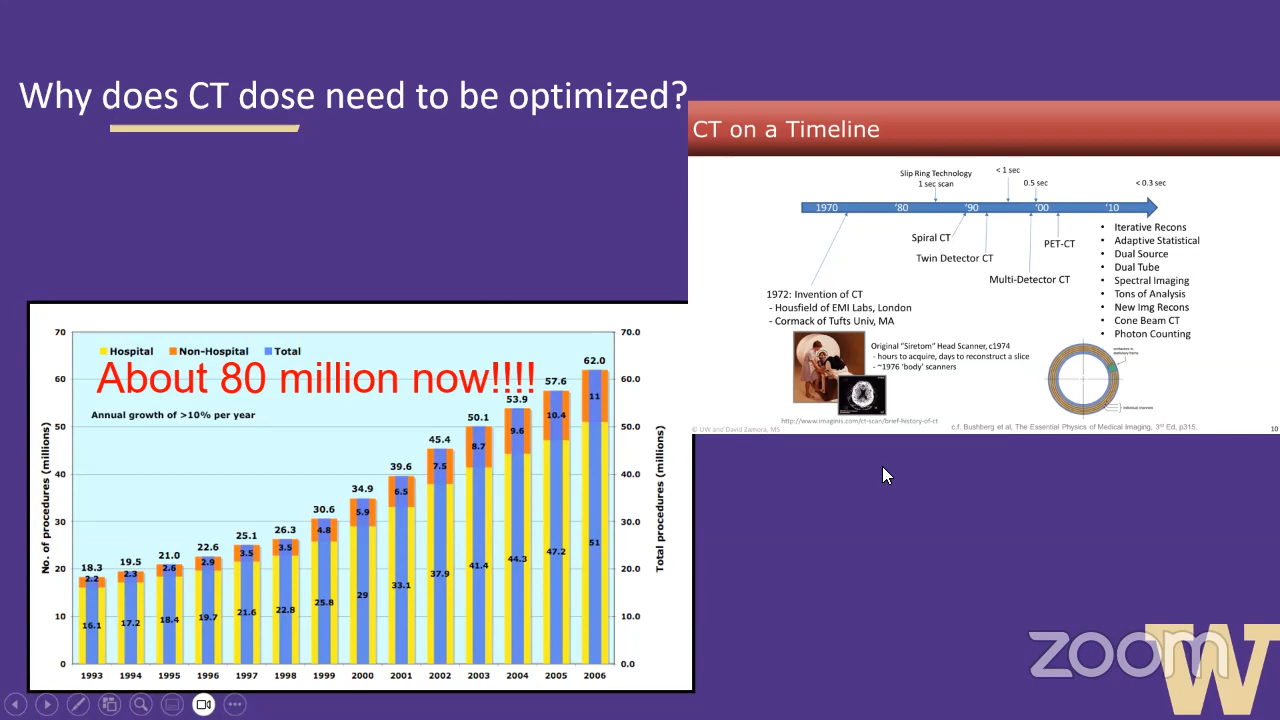 Why does CT dose need to be optimized?
CT on a Timeline
Slip Ring Technology
1 sec scan
< 1 sec
0.5 sec
< 0.3 sec
1970 '80 '90 '00 '10
Spiral CT
Twin Detector CT
Multi-Detector CT
PET-CT
• Iterative Recons
• Adaptive Statistical
• Dual Source
• Dual Tube
• Spectral Imaging
• Tons of Analysis
• New Img Recons
• Cone Beam CT
• Photon Counting
1972: Invention of CT
- Housfield of EMI Labs, London
- Cormack of Tufts Univ, MA
Original "Siretom" Head Scanner, c1974
- hours to acquire, days to reconstruct a slice
- ~1976 'body' scanners
http://www.imaginis.com/ct-scan/brief-history-of-ct
© UW and David Zamora, MS
c.f. Bushberg et al, The Essential Physics of Medical Imaging, 3rd Ed, p315.
10
Hospital Non-Hospital Total
About 80 million now!!!!
Annual growth of >10% per year
No. of procedures (millions)
70
60
50
40
30
20
10
0
Total procedures (millions)
70.0
60.0
50.0
40.0
30.0
20.0
10.0
0.0
18.3 19.5 21.0 22.6 25.1 26.3 30.6 34.9 39.6 45.4 50.1 53.9 57.6 62.0
2.2 2.3 2.6 2.9 3.5 3.5 4.8 5.9 6.5 7.5 8.7 9.6 10.4 11
16.1 17.2 18.4 19.7 21.6 22.8 25.8 29 33.1 37.9 41.4 44.3 47.2 51
1993 1994 1995 1996 1997 1998 1999 2000 2001 2002 2003 2004 2005 2006
zoom
W